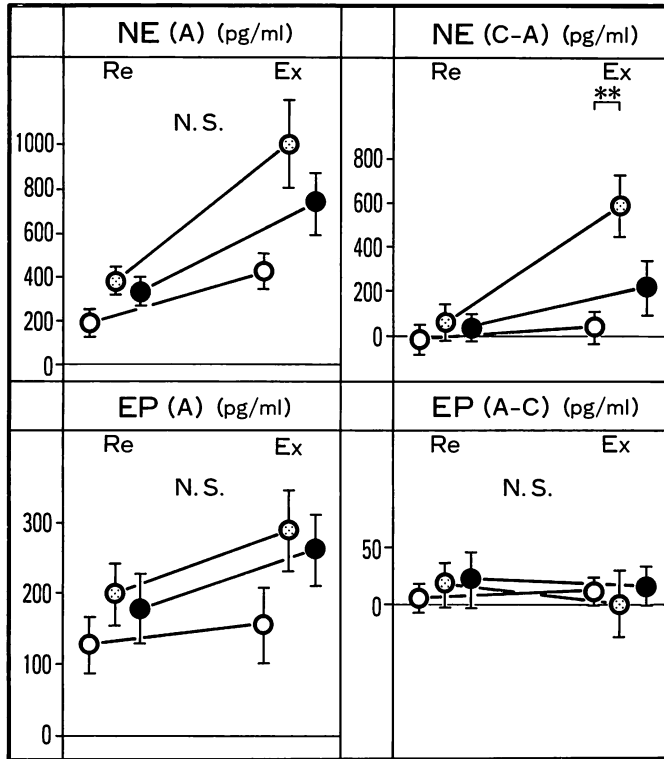 NE (A) (pg/ml)
Re Ex
N.S.
1000
800
600
400
200
0
NE (C-A) (pg/ml)
Re Ex
**
800
600
400
200
0
EP (A) (pg/ml)
Re Ex
N.S.
300
200
100
0
EP (A-C) (pg/ml)
Re Ex
N.S.
50
0